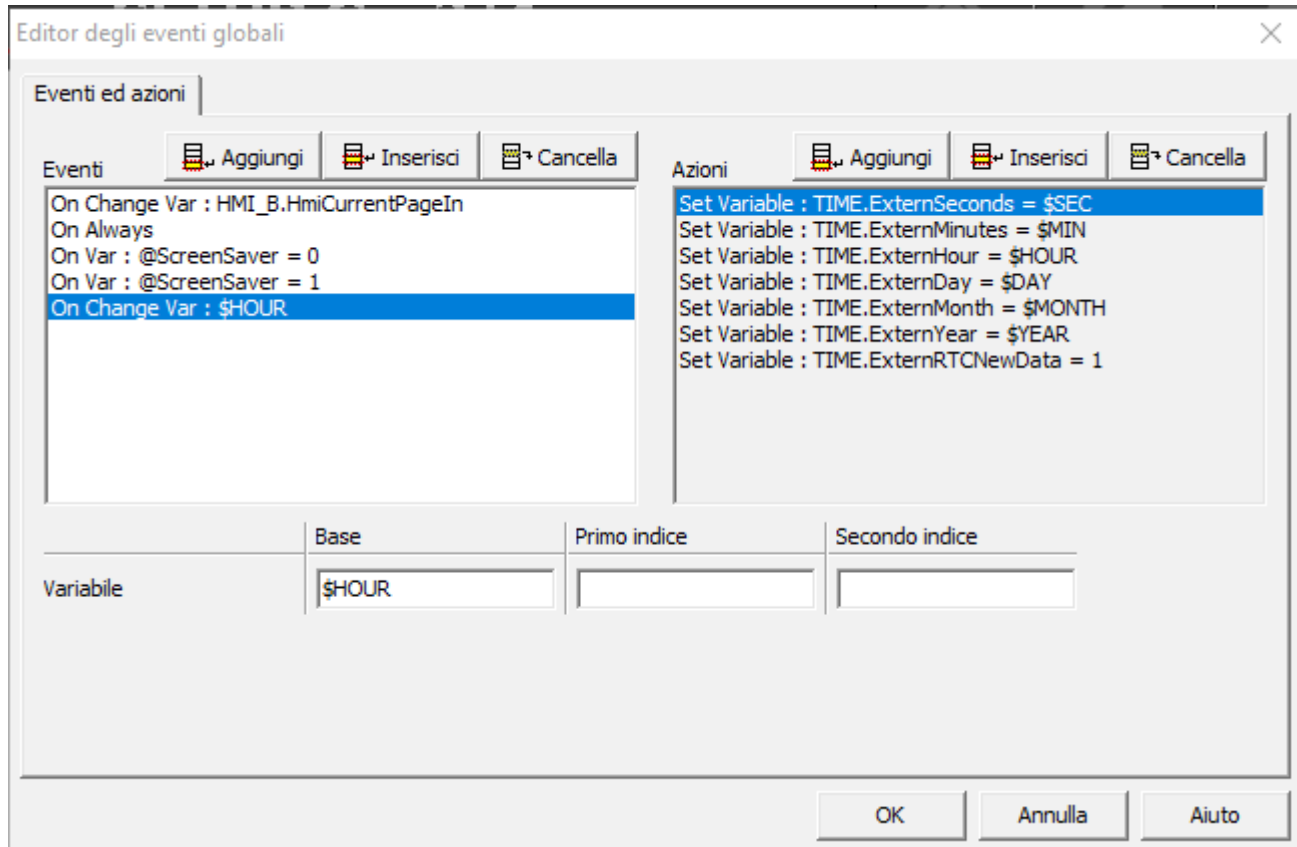 Editor degli eventi globali
Eventi ed azioni
Eventi
Aggiungi
Inserisci
Cancella
On Change Var : HMI_B.HmiCurrentPageIn
On Always
On Var : @ScreenSaver = 0
On Var : @ScreenSaver = 1
On Change Var : $HOUR
Azioni
Aggiungi
Inserisci
Cancella
Set Variable : TIME.ExternSeconds = $SEC
Set Variable : TIME.ExternMinutes = $MIN
Set Variable : TIME.ExternHour = $HOUR
Set Variable : TIME.ExternDay = $DAY
Set Variable : TIME.ExternMonth = $MONTH
Set Variable : TIME.ExternYear = $YEAR
Set Variable : TIME.ExternRTCNewData = 1
Base
Primo indice
Secondo indice
Variabile
$HOUR
OK
Annulla
Aiuto